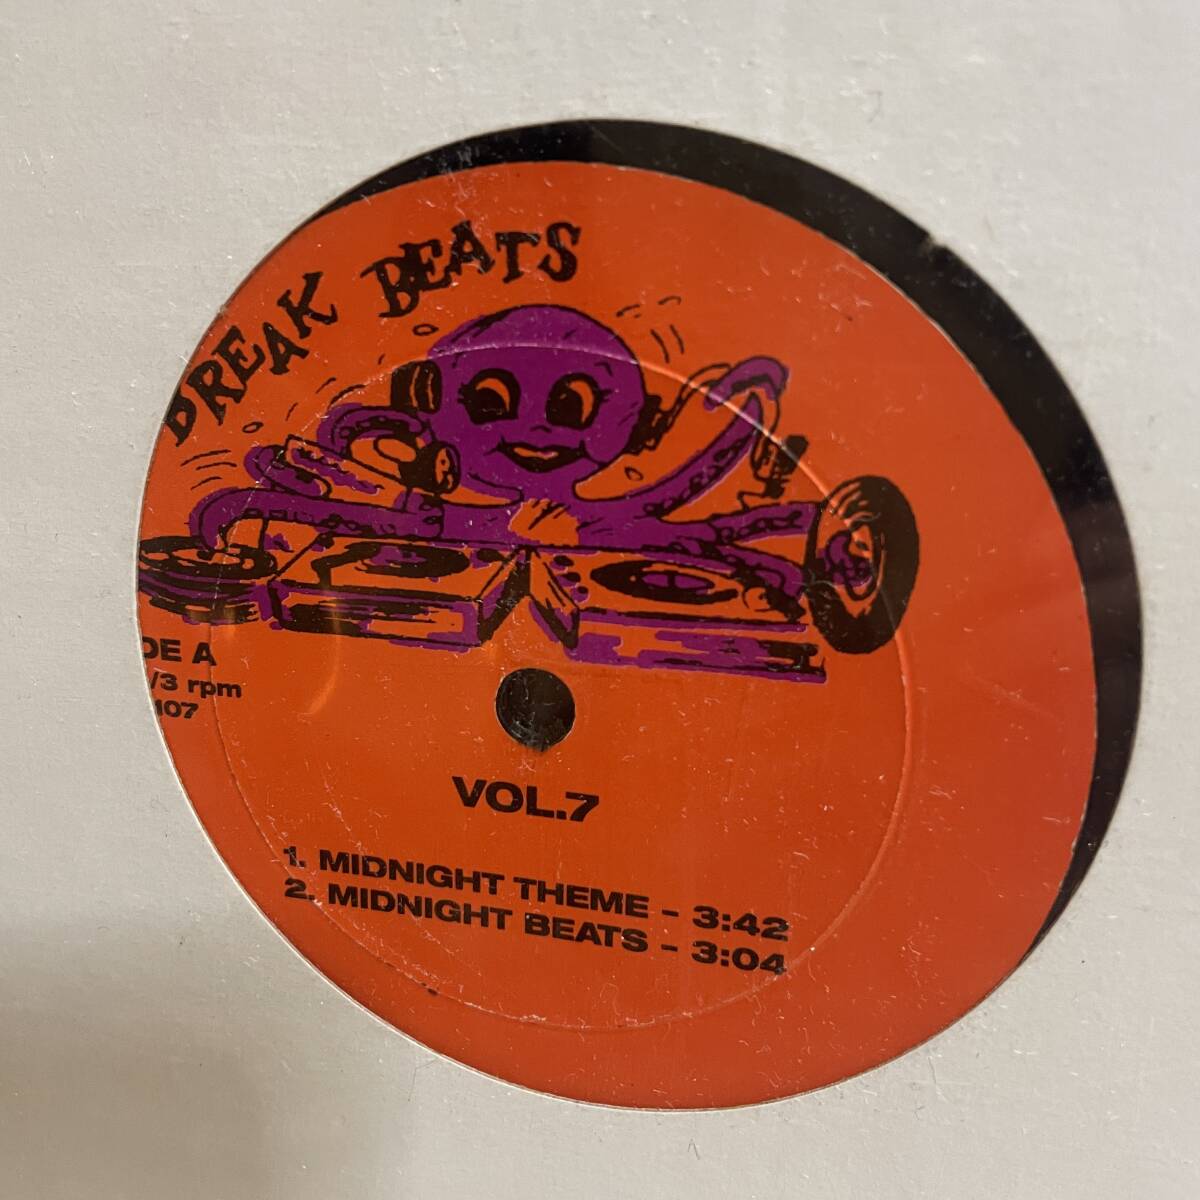 BREAK BEATS
DE A
/3 rpm
107
VOL.7
1. MIDNIGHT THEME - 3:42
2. MIDNIGHT BEATS - 3:04